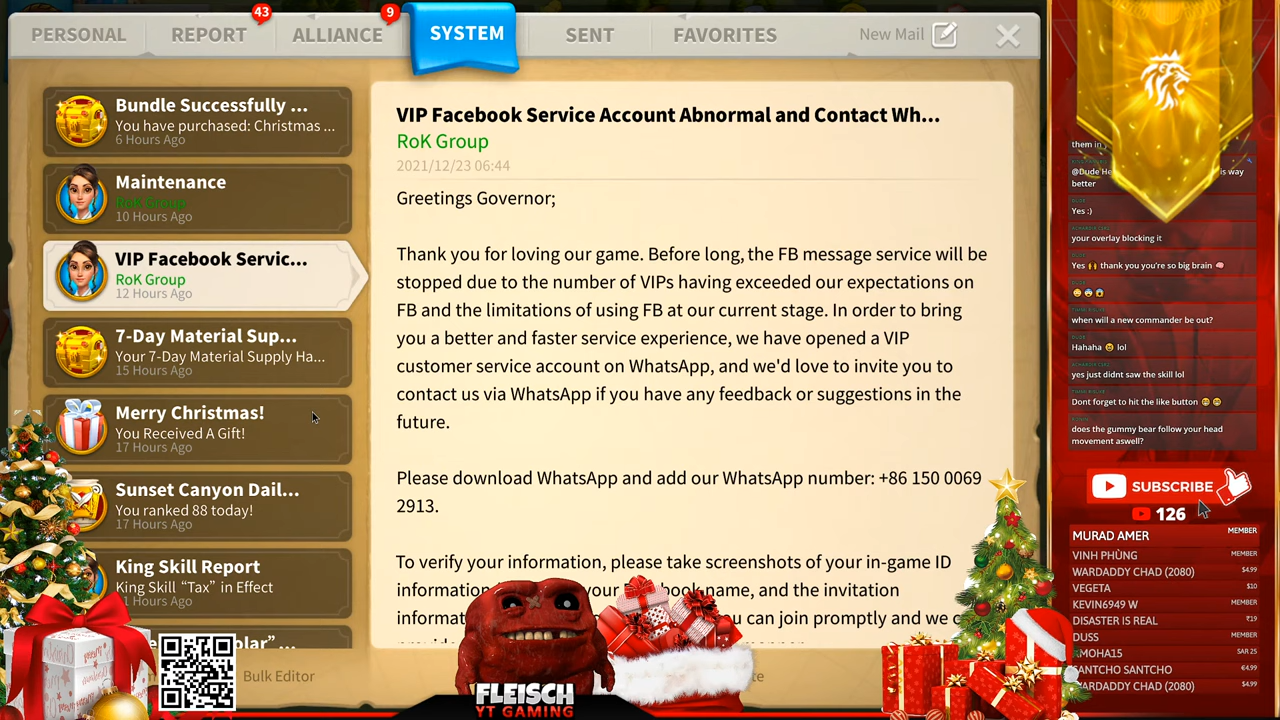 PERSONAL
REPORT
43
ALLIANCE
9
SYSTEM
SENT
FAVORITES
New Mail
Bundle Successfully ...
You have purchased: Christmas ...
6 Hours Ago
Maintenance
RoK Group
10 Hours Ago
VIP Facebook Servic...
RoK Group
12 Hours Ago
7-Day Material Sup...
Your 7-Day Material Supply Ha...
15 Hours Ago
Merry Christmas!
You Received A Gift!
17 Hours Ago
Sunset Canyon Dail...
You ranked 88 today!
17 Hours Ago
King Skill Report
King Skill “Tax” in Effect
1 Hours Ago
olar”...
Bulk Editor
VIP Facebook Service Account Abnormal and Contact Wh...
RoK Group
2021/12/23 06:44
Greetings Governor;
Thank you for loving our game. Before long, the FB message service will be
stopped due to the number of VIPs having exceeded our expectations on
FB and the limitations of using FB at our current stage. In order to bring
you a better and faster service experience, we have opened a VIP
customer service account on WhatsApp, and we'd love to invite you to
contact us via WhatsApp if you have any feedback or suggestions in the
future.
Please download WhatsApp and add our WhatsApp number: +86 150 0069
2913.
To verify your information, please take screenshots of your in-game ID
information your name, and the invitation
informat can join promptly and we
FLEISCH
YT GAMING
them in
@Dude is way
better
Yes :)
your overlay blocking it
Yes 🙌 thank you you're so big brain 🧠
when will a new commander be out?
Hahaha 😆 lol
yes just didnt saw the skill lol
Dont forget to hit the like button
does the gummy bear follow your head
movement aswell?
SUBSCRIBE
126
MURAD AMER MEMBER
VINH PHÙNG MEMBER
WARDADDY CHAD (2080) $4.99
VEGETA $10
KEVIN6949 W MEMBER
DISASTER IS REAL ₹19
DUSS MEMBER
MOHA15 SAR 25
SANTCHO SANTCHO €4.99
WARDADDY CHAD (2080) $4.99